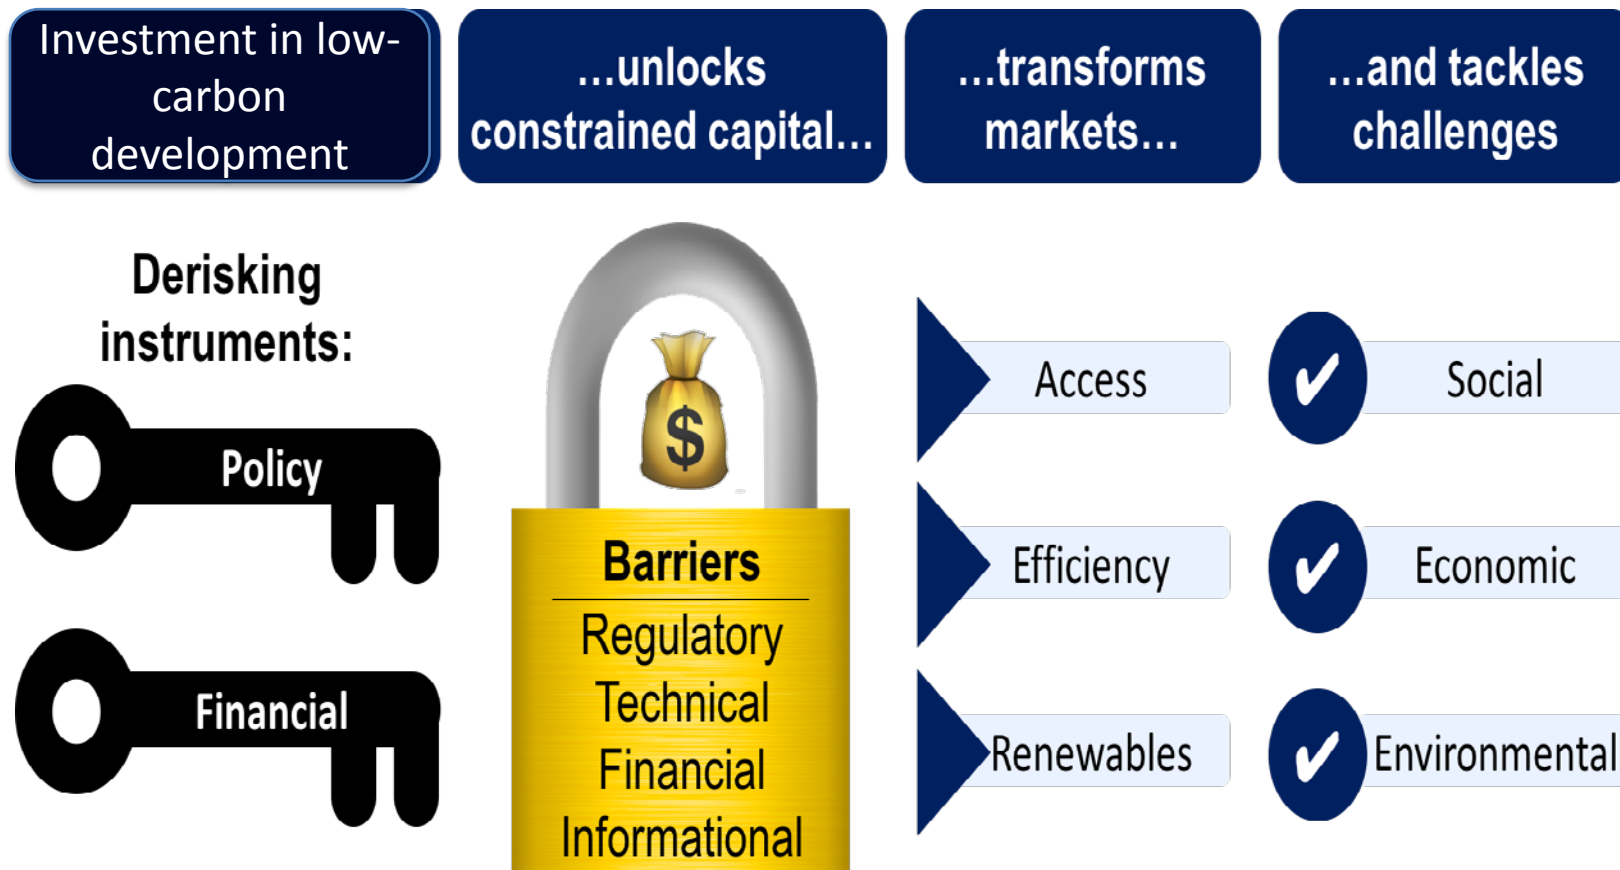 Investment in low-
carbon
development
...unlocks
constrained capital...
...transforms
markets...
...and tackles
challenges
Derisking
instruments:
Policy
Financial
$
Barriers
Regulatory
Technical
Financial
Informational
Access
Efficiency
Renewables
Social
Economic
Environmental